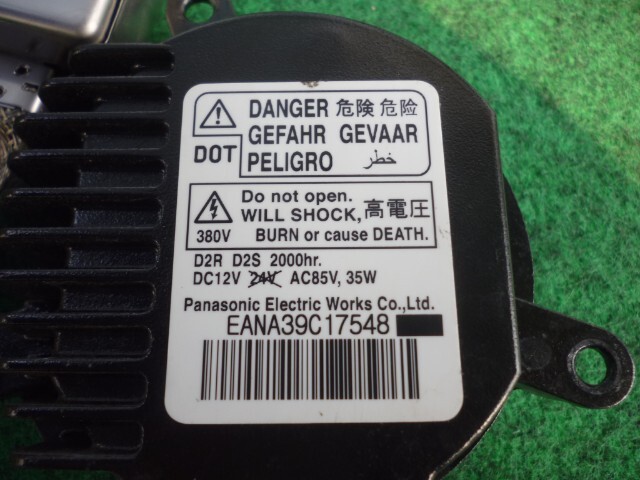 DANGER 危険 危险
GEFAHR GEVAAR
DOT PELIGRO خطر
Do not open.
WILL SHOCK, 高電圧
380V BURN or cause DEATH.
D2R D2S 2000hr.
DC12V 24V AC85V, 35W
Panasonic Electric Works Co.,Ltd.
EANA39C17548